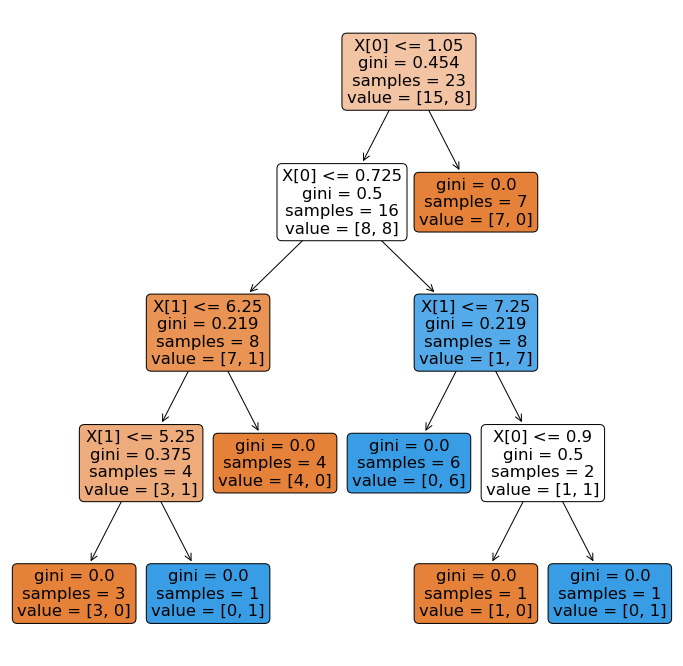 X[0] <= 1.05
gini = 0.454
samples = 23
value = [15, 8]
X[0] <= 0.725
gini = 0.5
samples = 16
value = [8, 8]
gini = 0.0
samples = 7
value = [7, 0]
X[1] <= 6.25
gini = 0.219
samples = 8
value = [7, 1]
X[1] <= 7.25
gini = 0.219
samples = 8
value = [1, 7]
X[1] <= 5.25
gini = 0.375
samples = 4
value = [3, 1]
gini = 0.0
samples = 4
value = [4, 0]
gini = 0.0
samples = 6
value = [0, 6]
X[0] <= 0.9
gini = 0.5
samples = 2
value = [1, 1]
gini = 0.0
samples = 3
value = [3, 0]
gini = 0.0
samples = 1
value = [0, 1]
gini = 0.0
samples = 1
value = [1, 0]
gini = 0.0
samples = 1
value = [0, 1]